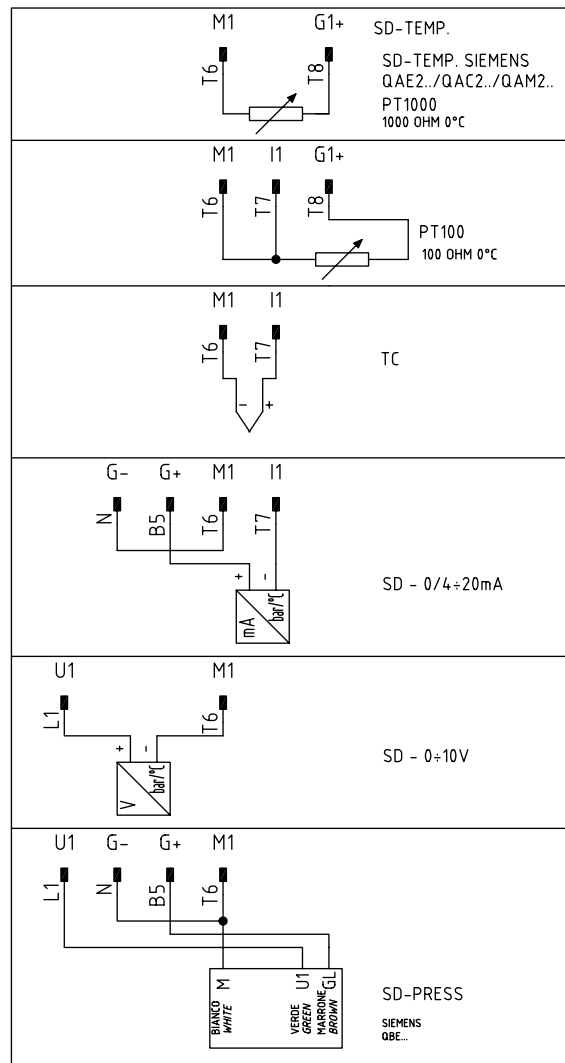 M1 G1+ SD-TEMP.
T6 T8 SD-TEMP. SIEMENS
QAE2../QAC2../QAM2..
PT1000
1000 OHM 0°C
M1 I1 G1+
T6 T7 T8
PT100
100 OHM 0°C
M1 I1
T6 T7
TC
- +
G- G+ M1 I1
N B5 T6 T7
+ -
mA bar/°C
SD - 0/4÷20mA
U1 M1
L1 T6
+ -
V bar/°C
SD - 0÷10V
U1 G- G+ M1
L1 N B5 T6
M U1 GL
BIANCO VERDE MARRONE
WHITE GREEN BROWN
SD-PRESS
SIEMENS
QBE...